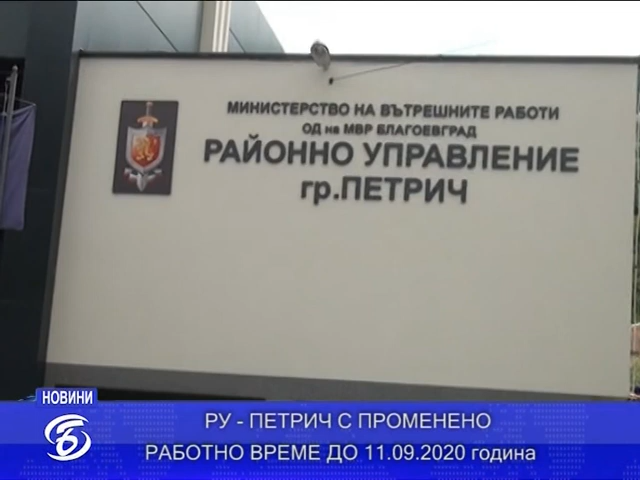 МИНИСТЕРСТВО НА ВЪТРЕШНИТЕ РАБОТИ
ОД на МВР БЛАГОЕВГРАД
РАЙОННО УПРАВЛЕНИЕ
гр.ПЕТРИЧ
НОВИНИ
Б
РУ - ПЕТРИЧ С ПРОМЕНЕНО
РАБОТНО ВРЕМЕ ДО 11.09.2020 година